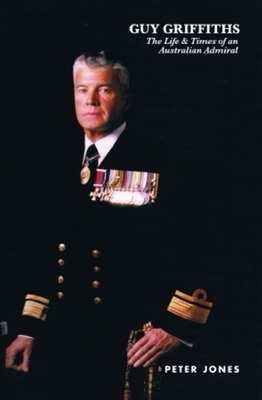 GUY GRIFFITHS
The Life & Times of an
Australian Admiral
PETER JONES